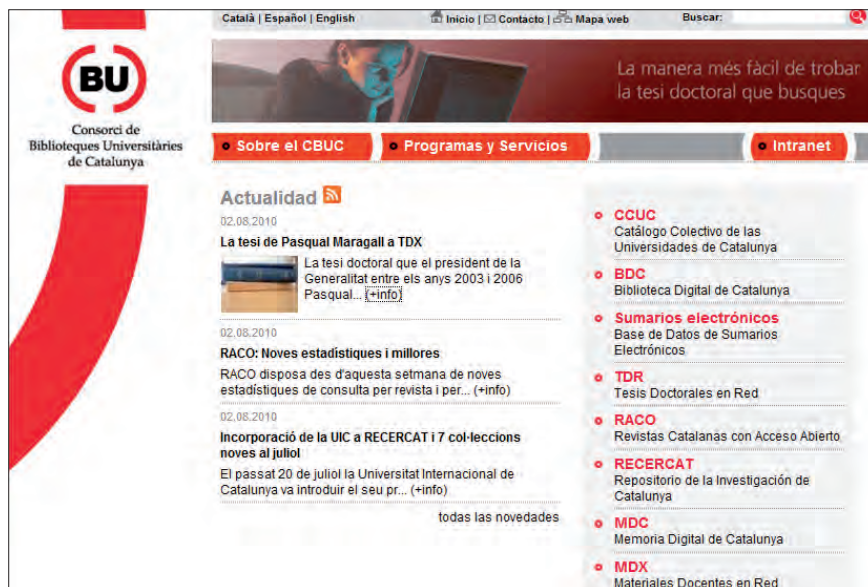 Català | Español | English
Inicio | Contacto | Mapa web
Buscar:
BU
Consorci de
Biblioteques Universitàries
de Catalunya
La manera més fàcil de trobar
la tesi doctoral que busques
Sobre el CBUC
Programas y Servicios
Intranet
Actualidad
02.08.2010
La tesi de Pasqual Maragall a TDX
La tesi doctoral que el president de la
Generalitat entre els anys 2003 i 2006
Pasqual... (+info)
02.08.2010
RACO: Noves estadístiques i millores
RACO disposa des d'aquesta setmana de noves
estadístiques de consulta per revista i per... (+info)
02.08.2010
Incorporació de la UIC a RECERCAT i 7 col·leccions
noves al juliol
El passat 20 de juliol la Universitat Internacional de
Catalunya va introduir el seu pr... (+info)
todas las novedades
CCUC
Catálogo Colectivo de las
Universidades de Catalunya
BDC
Biblioteca Digital de Catalunya
Sumarios electrónicos
Base de Datos de Sumarios
Electrónicos
TDR
Tesis Doctorales en Red
RACO
Revistas Catalanas con Acceso Abierto
RECERCAT
Repositorio de la Investigación de
Catalunya
MDC
Memoria Digital de Catalunya
MDX
Materiales Docentes en Red